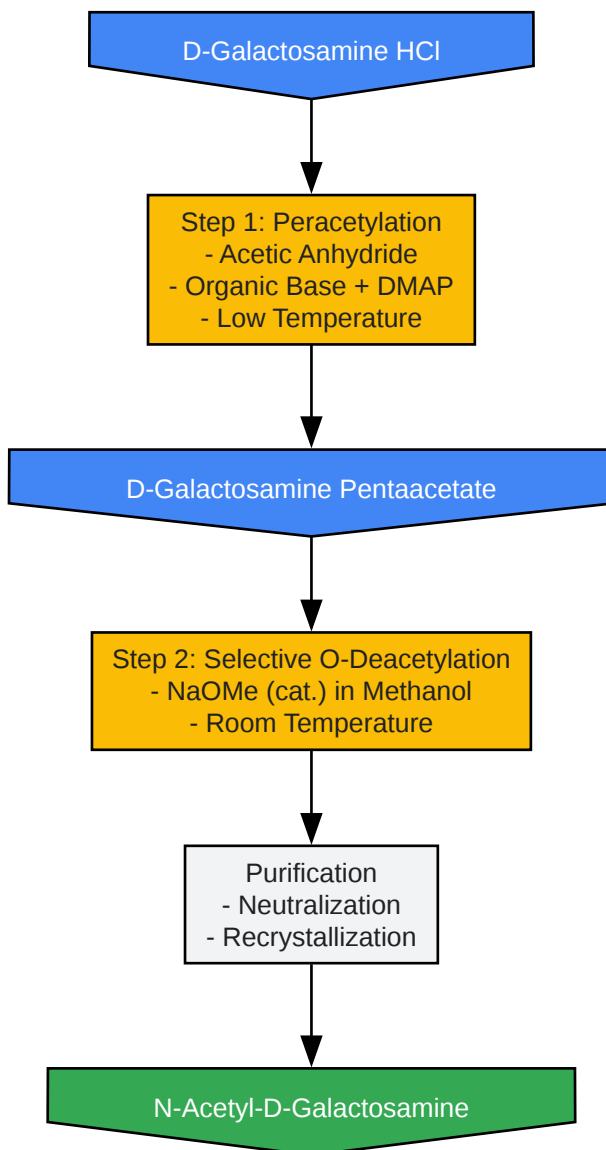 D-Galactosamine HCl
Step 1: Peracetylation
- Acetic Anhydride
- Organic Base + DMAP
- Low Temperature
D-Galactosamine Pentaacetate
Step 2: Selective O-Deacetylation
- NaOMe (cat.) in Methanol
- Room Temperature
Purification
- Neutralization
- Recrystallization
N-Acetyl-D-Galactosamine